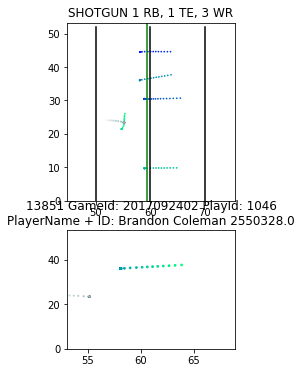 SHOTGUN 1 RB, 1 TE, 3 WR
50
40
30
20
10
0
50 60 70
13851 GameId: 2017092402 PlayId: 1046
PlayerName + ID: Brandon Coleman 2550328.0
40
20
0
55 60 65